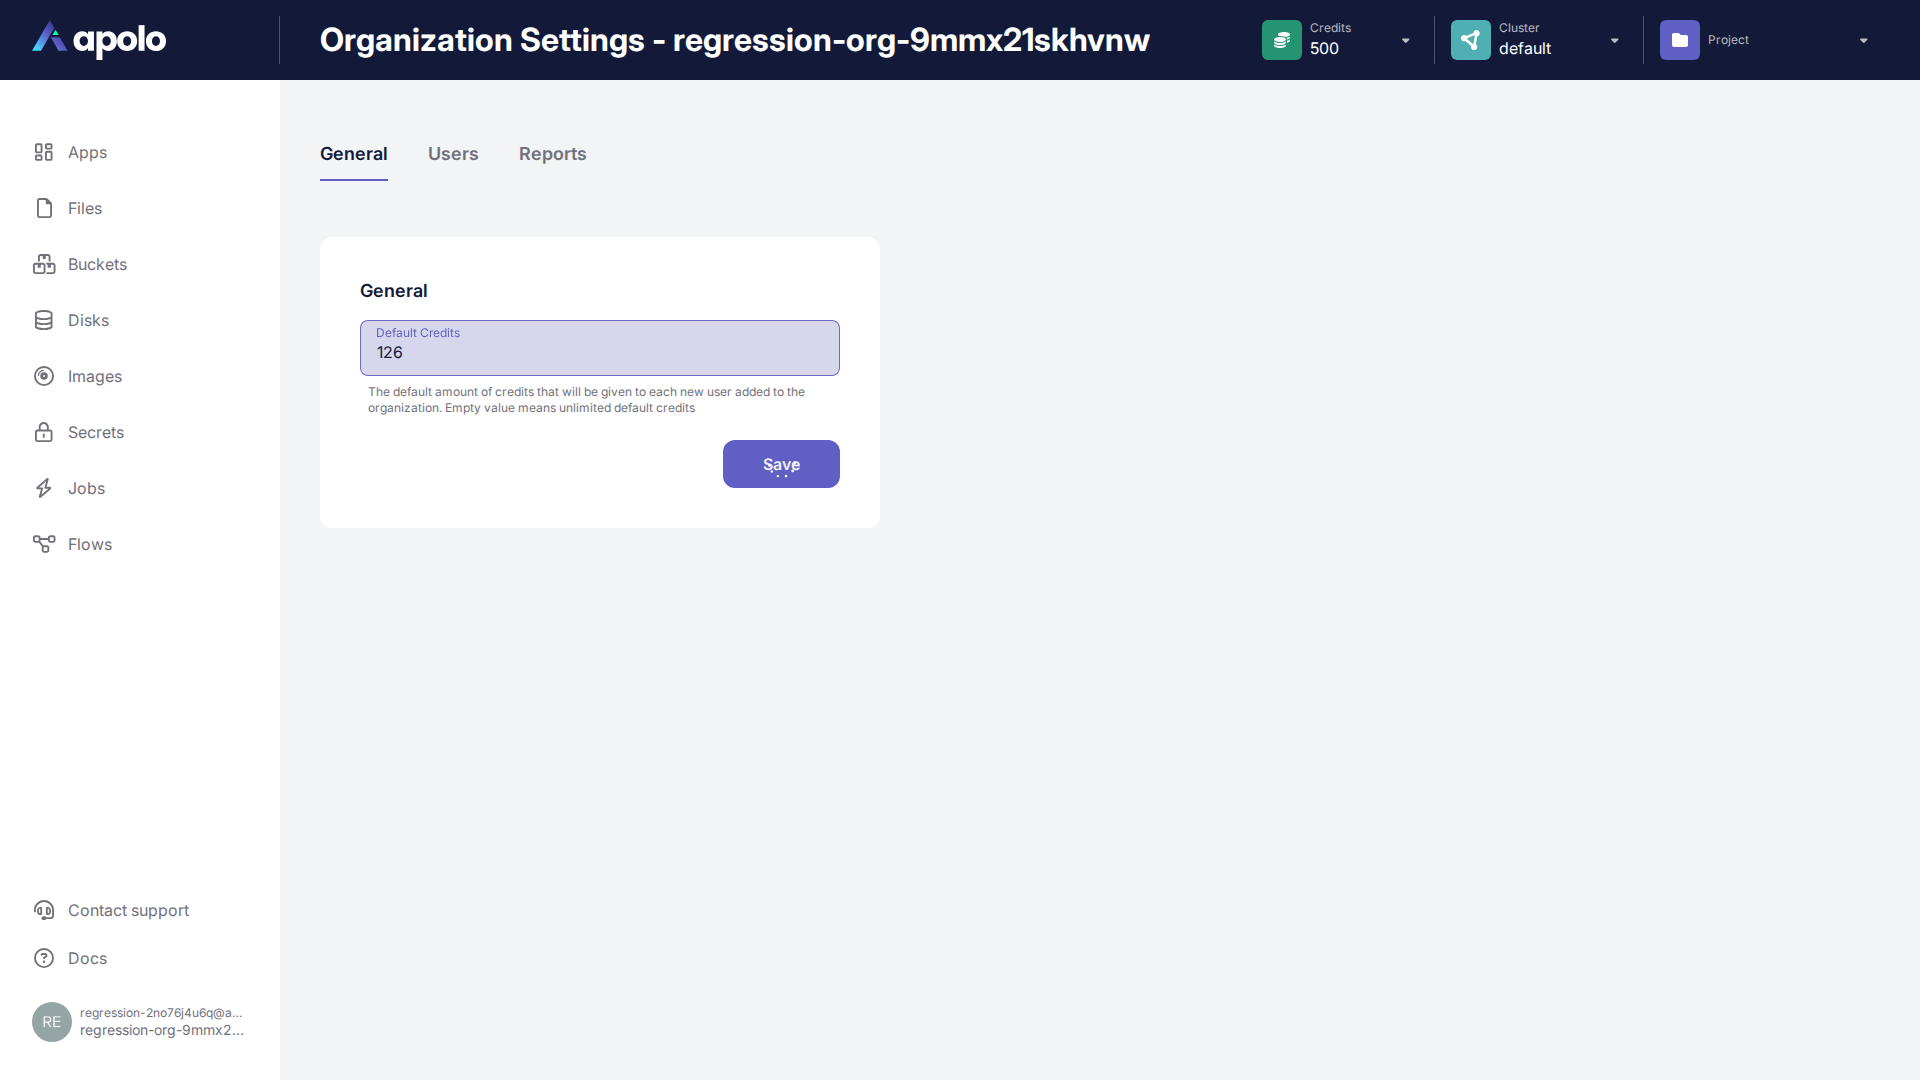 apolo
Organization Settings - regression-org-9mmx21skhvnw
Credits
500
Cluster
default
Project
Apps
Files
Buckets
Disks
Images
Secrets
Jobs
Flows
General
Users
Reports
General
Default Credits
126
The default amount of credits that will be given to each new user added to the
organization. Empty value means unlimited default credits
Save
Contact support
Docs
RE
regression-2no76j4u6q@a...
regression-org-9mmx2...